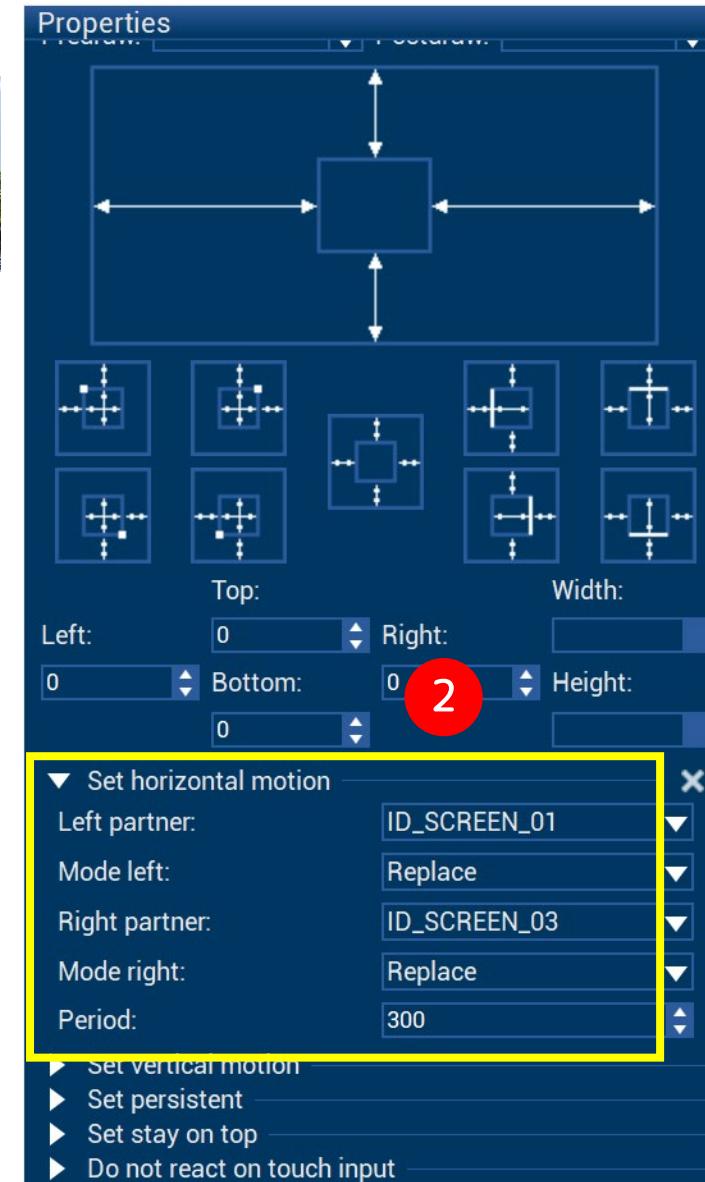 Properties
Top:
Width:
Left:
0
Right:
0
Bottom:
0
2
Height:
0
Set horizontal motion
Left partner:
ID_SCREEN_01
Mode left:
Replace
Right partner:
ID_SCREEN_03
Mode right:
Replace
Period:
300
Set vertical motion
Set persistent
Set stay on top
Do not react on touch input